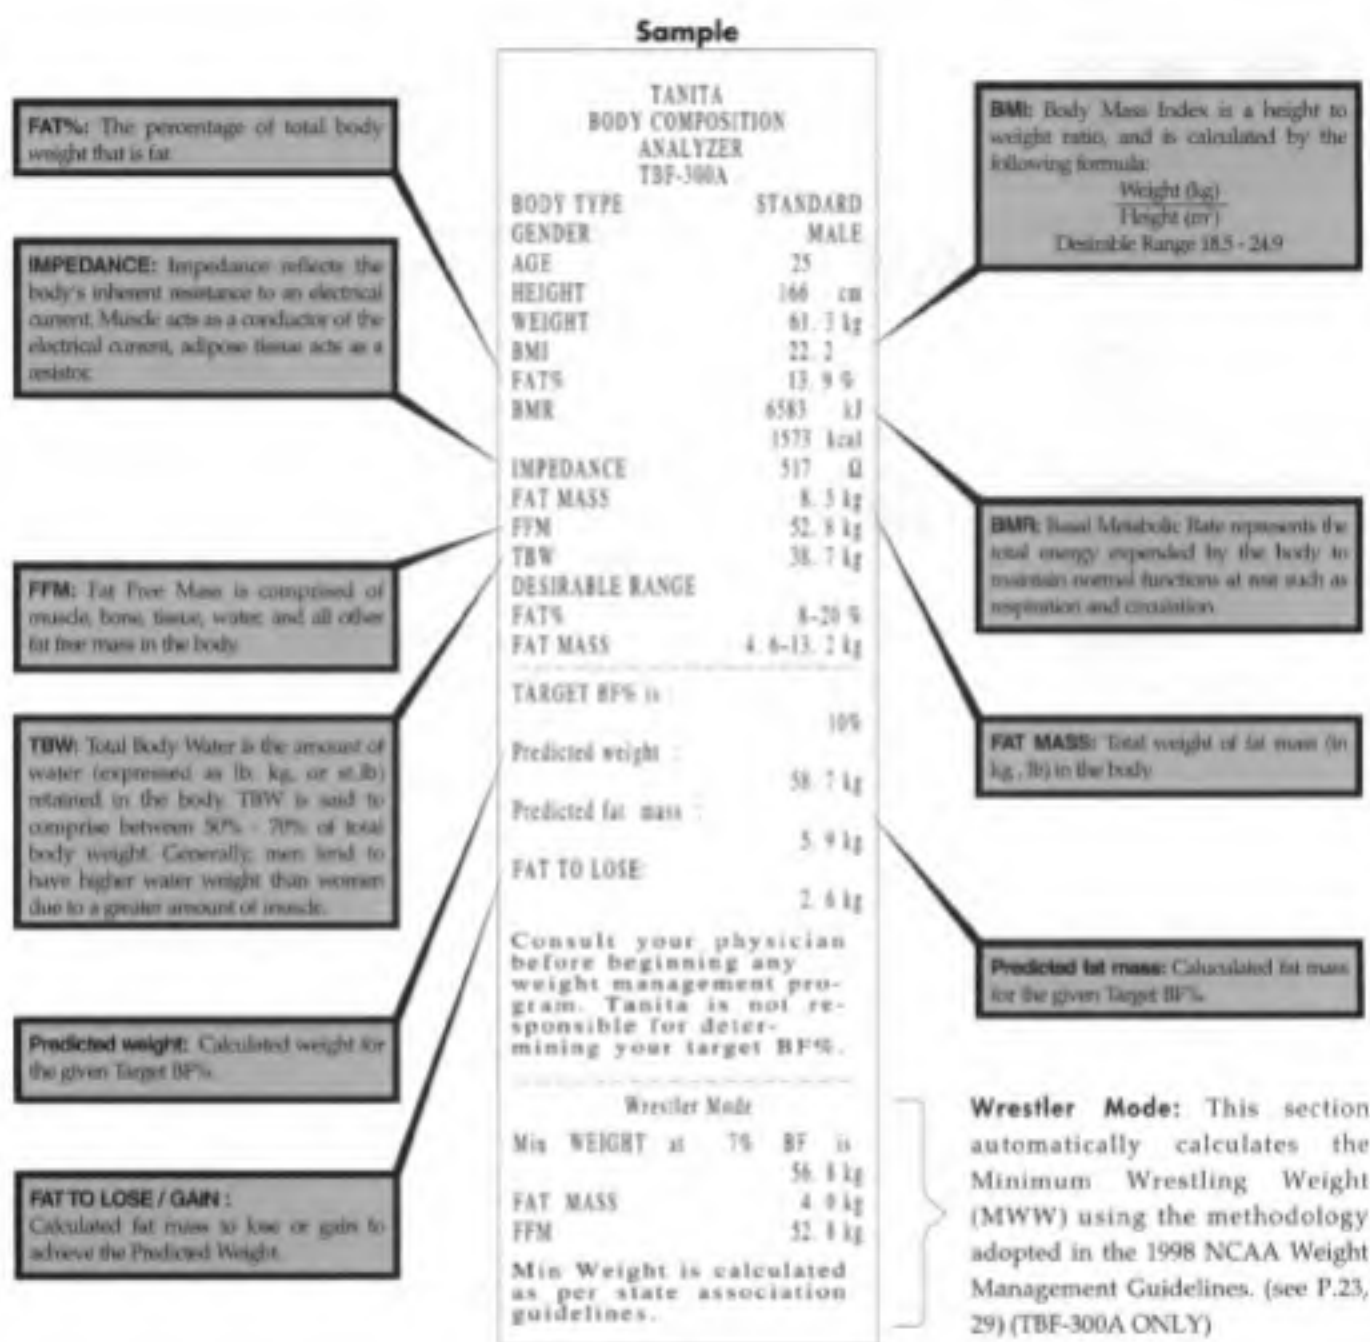 Sample
TANITA
BODY COMPOSITION
ANALYZER
TBF-300A
BODY TYPE STANDARD
GENDER MALE
AGE 25
HEIGHT 166 cm
WEIGHT 61.3 kg
BMI 22.2
FAT% 13.9 %
BMR 6583 kJ
1573 kcal
IMPEDANCE 517 Ω
FAT MASS 8.5 kg
FFM 52.8 kg
TBW 38.7 kg
DESIRABLE RANGE
FAT% 8-20 %
FAT MASS 4.6-13.2 kg
TARGET BF% is :
10%
Predicted weight :
58.7 kg
Predicted fat mass :
5.9 kg
FAT TO LOSE:
2.6 kg
Consult your physician
before beginning any
weight management pro-
gram. Tanita is not re-
sponsible for deter-
mining your target BF%.
Wrestler Mode
Min WEIGHT at 7% BF is
56.8 kg
FAT MASS 4.0 kg
FFM 52.8 kg
Min Weight is calculated
as per state association
guidelines.
FAT%: The percentage of total body
weight that is fat.
IMPEDANCE: Impedance reflects the
body's inherent resistance to an electrical
current. Muscle acts as a conductor of the
electrical current, adipose tissue acts as a
resistor.
FFM: Fat Free Mass is comprised of
muscle, bone, tissue, water, and all other
fat free mass in the body.
TBW: Total Body Water is the amount of
water (expressed as lb, kg, or st.lb)
retained in the body. TBW is said to
comprise between 50% - 70% of total
body weight. Generally, men tend to
have higher water weight than women
due to a greater amount of muscle.
Predicted weight: Calculated weight for
the given Target BF%.
FAT TO LOSE / GAIN :
Calculated fat mass to lose or gain to
achieve the Predicted Weight.
BMI: Body Mass Index is a height to
weight ratio, and is calculated by the
following formula:
Weight (kg)
Height (m²)
Desirable Range 18.5 - 24.9
BMR: Basal Metabolic Rate represents the
total energy expended by the body to
maintain normal functions at rest such as
respiration and circulation.
FAT MASS: Total weight of fat mass (in
kg , lb) in the body
Predicted fat mass: Caluculated fat mass
for the given Target BF%.
Wrestler Mode: This section
automatically calculates the
Minimum Wrestling Weight
(MWW) using the methodology
adopted in the 1998 NCAA Weight
Management Guidelines. (see P.23,
29) (TBF-300A ONLY)